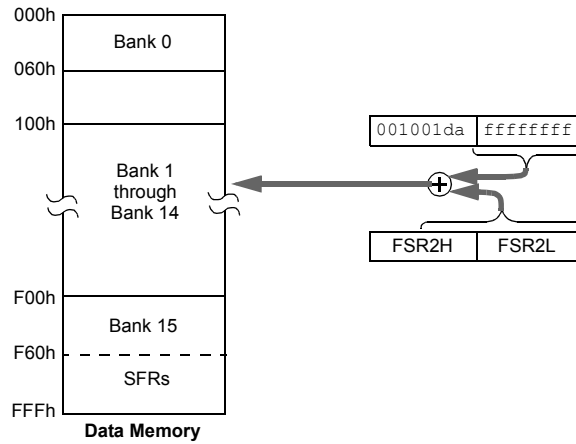 000h
Bank 0
060h
100h
001001da ffffffff
Bank 1
through
Bank 14
FSR2H FSR2L
F00h
Bank 15
F60h
SFRs
FFFh
Data Memory